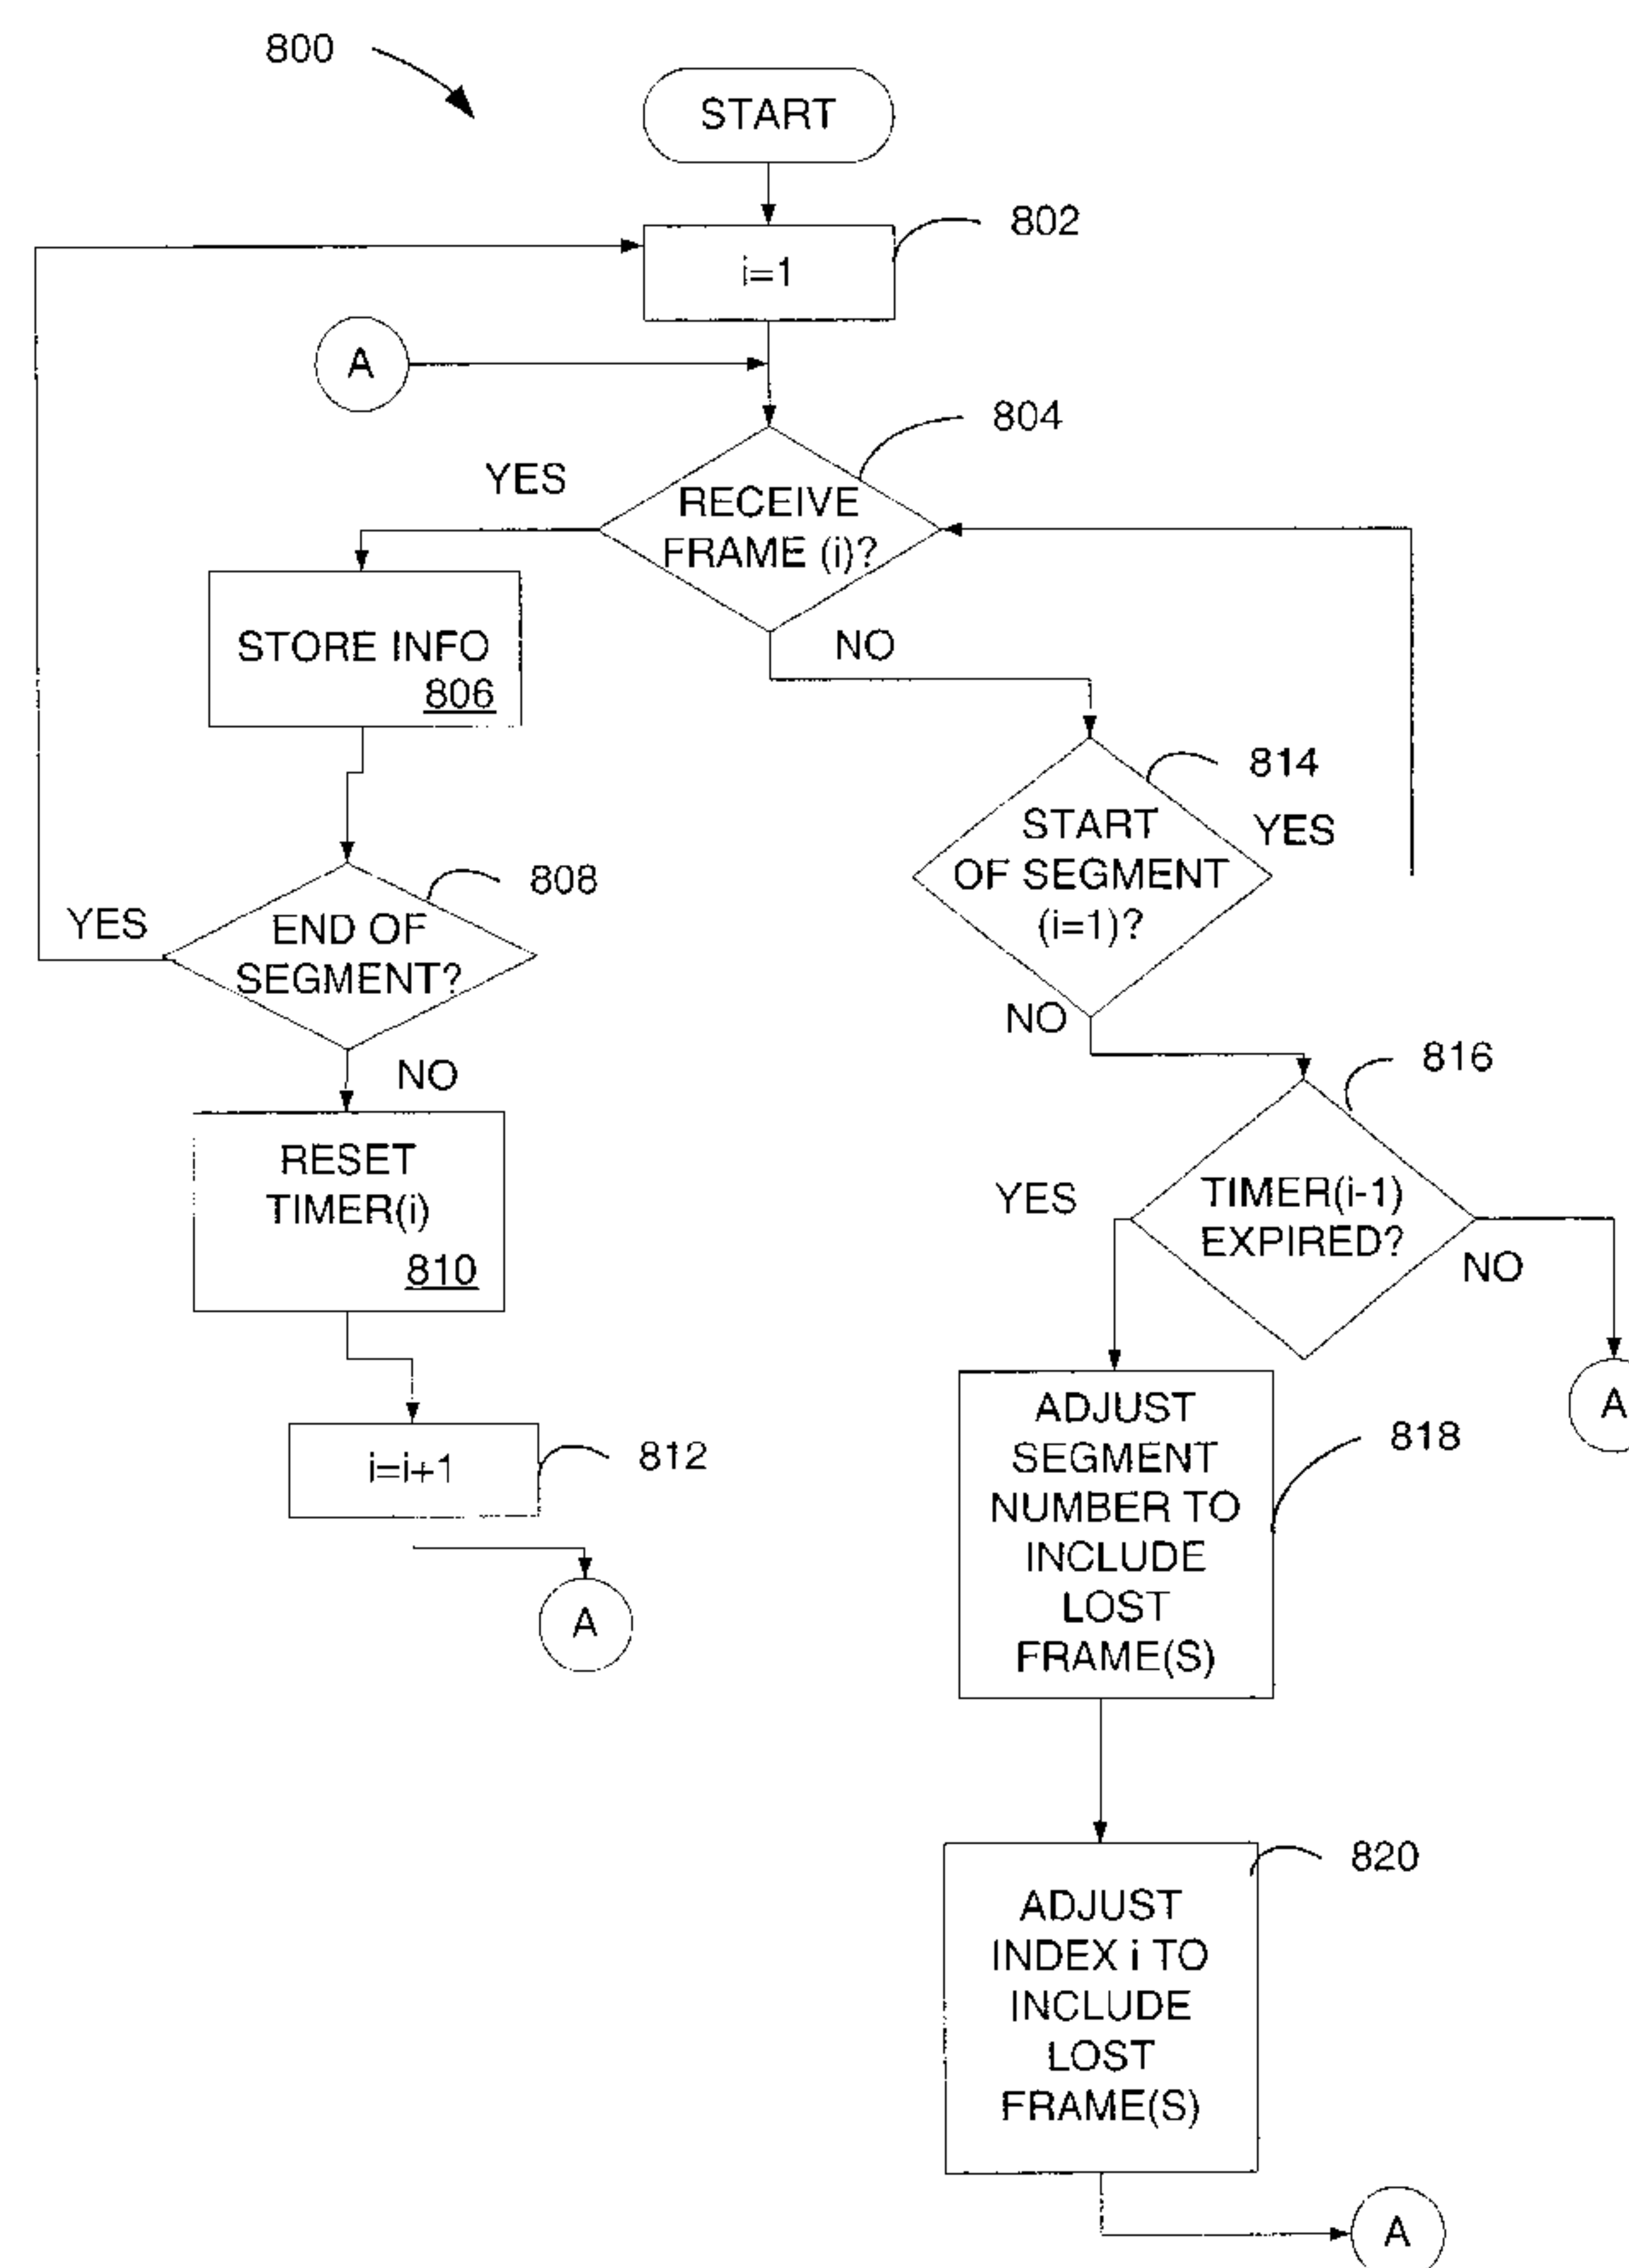 800
START
802
i=1
A
804
YES
RECEIVE
FRAME (i)?
STORE INFO
806
NO
814
START
OF SEGMENT
(i=1)?
YES
808
YES
END OF
SEGMENT?
NO
NO
816
RESET
TIMER(i)
810
YES
TIMER(i-1)
EXPIRED?
NO
A
i=i+1
812
A
ADJUST
SEGMENT
NUMBER TO
INCLUDE
LOST
FRAME(S)
818
820
ADJUST
INDEX i TO
INCLUDE
LOST
FRAME(S)
A